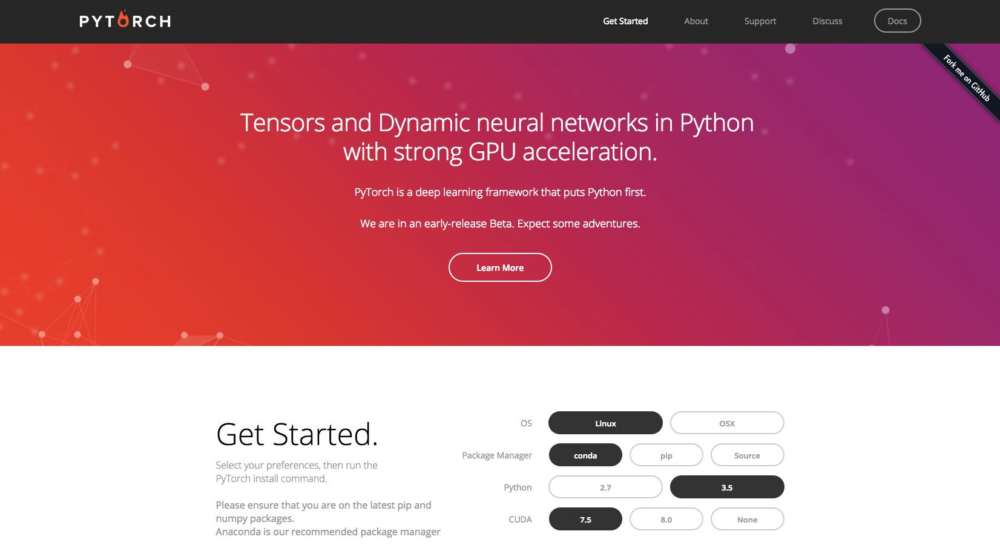 PYTORCH
Get Started
About
Support
Discuss
Docs
Fork me on GitHub
Tensors and Dynamic neural networks in Python
with strong GPU acceleration.
PyTorch is a deep learning framework that puts Python first.
We are in an early-release Beta. Expect some adventures.
Learn More
Get Started.
Select your preferences, then run the
PyTorch install command.
Please ensure that you are on the latest pip and
numpy packages.
Anaconda is our recommended package manager
OS Linux OSX
Package Manager conda pip Source
Python 2.7 3.5
CUDA 7.5 8.0 None